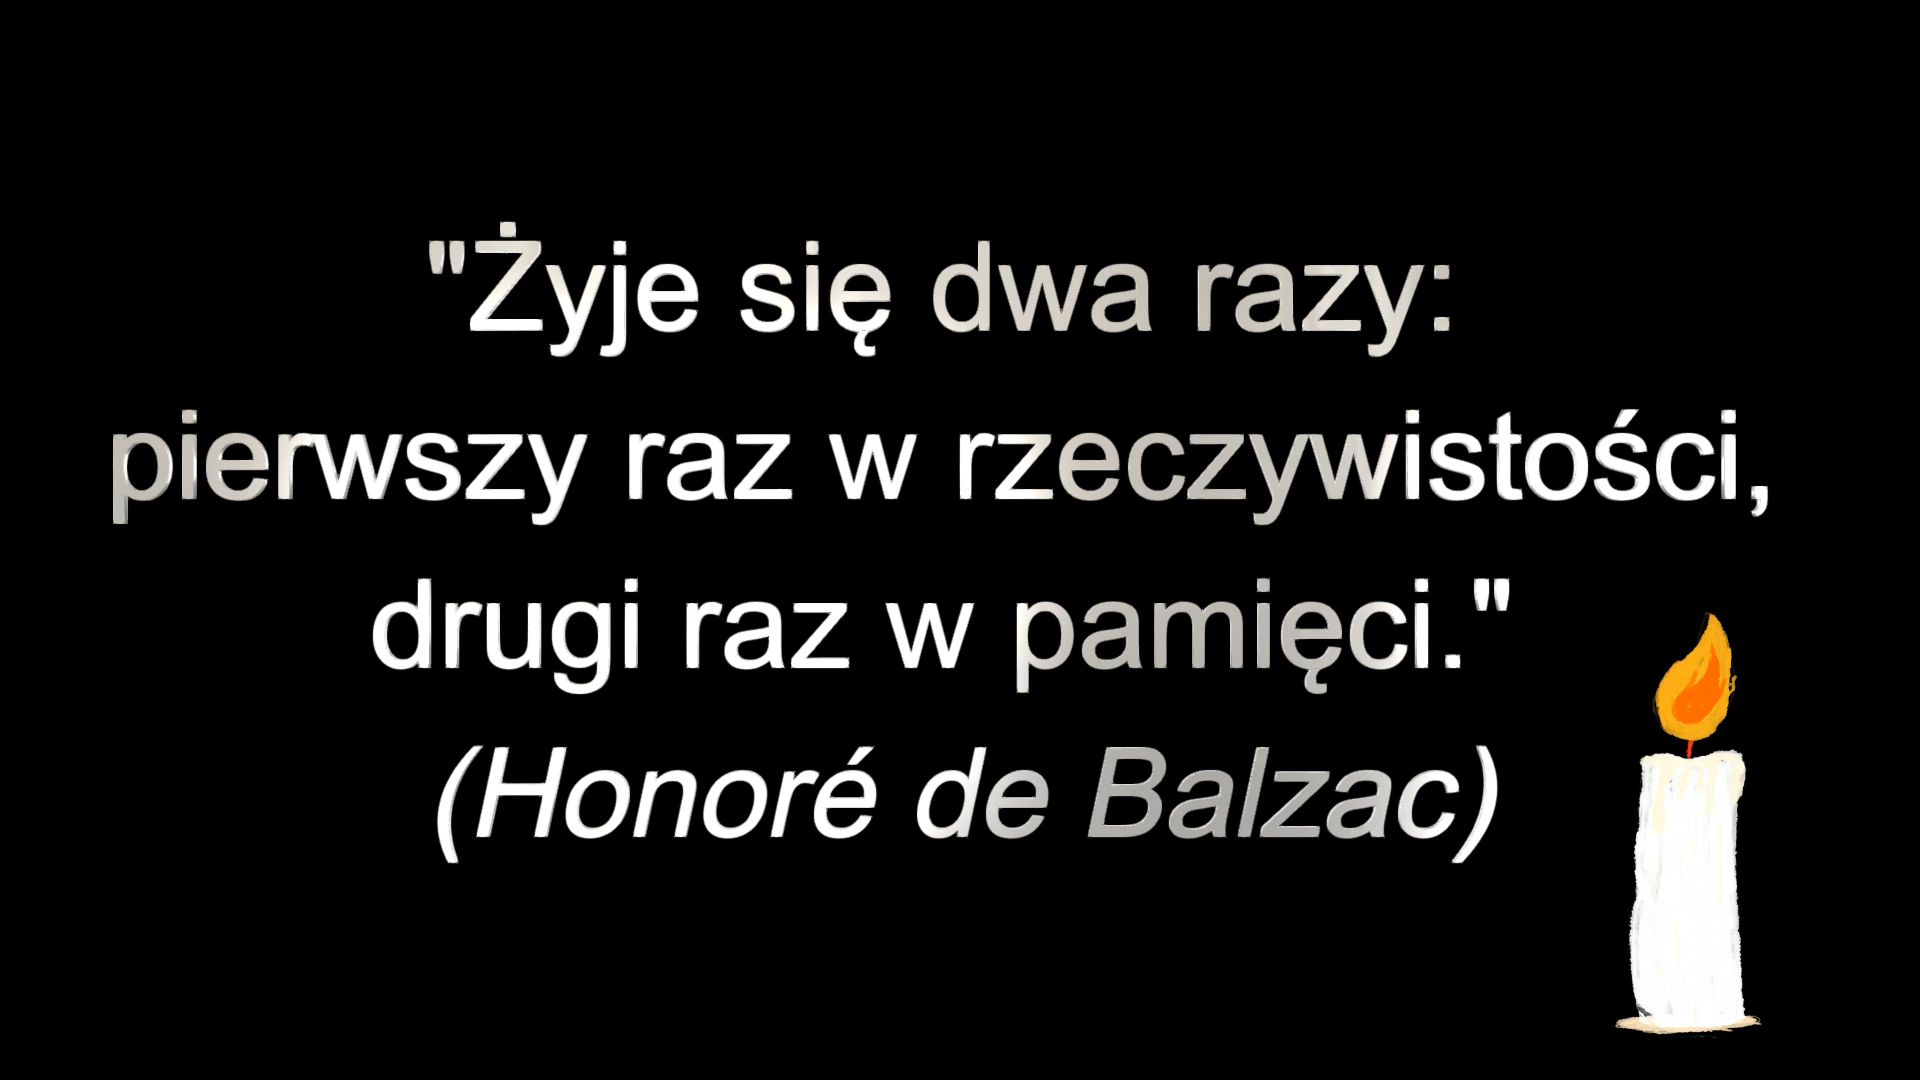 "Żyje się dwa razy:
pierwszy raz w rzeczywistości,
drugi raz w pamięci."
(Honoré de Balzac)